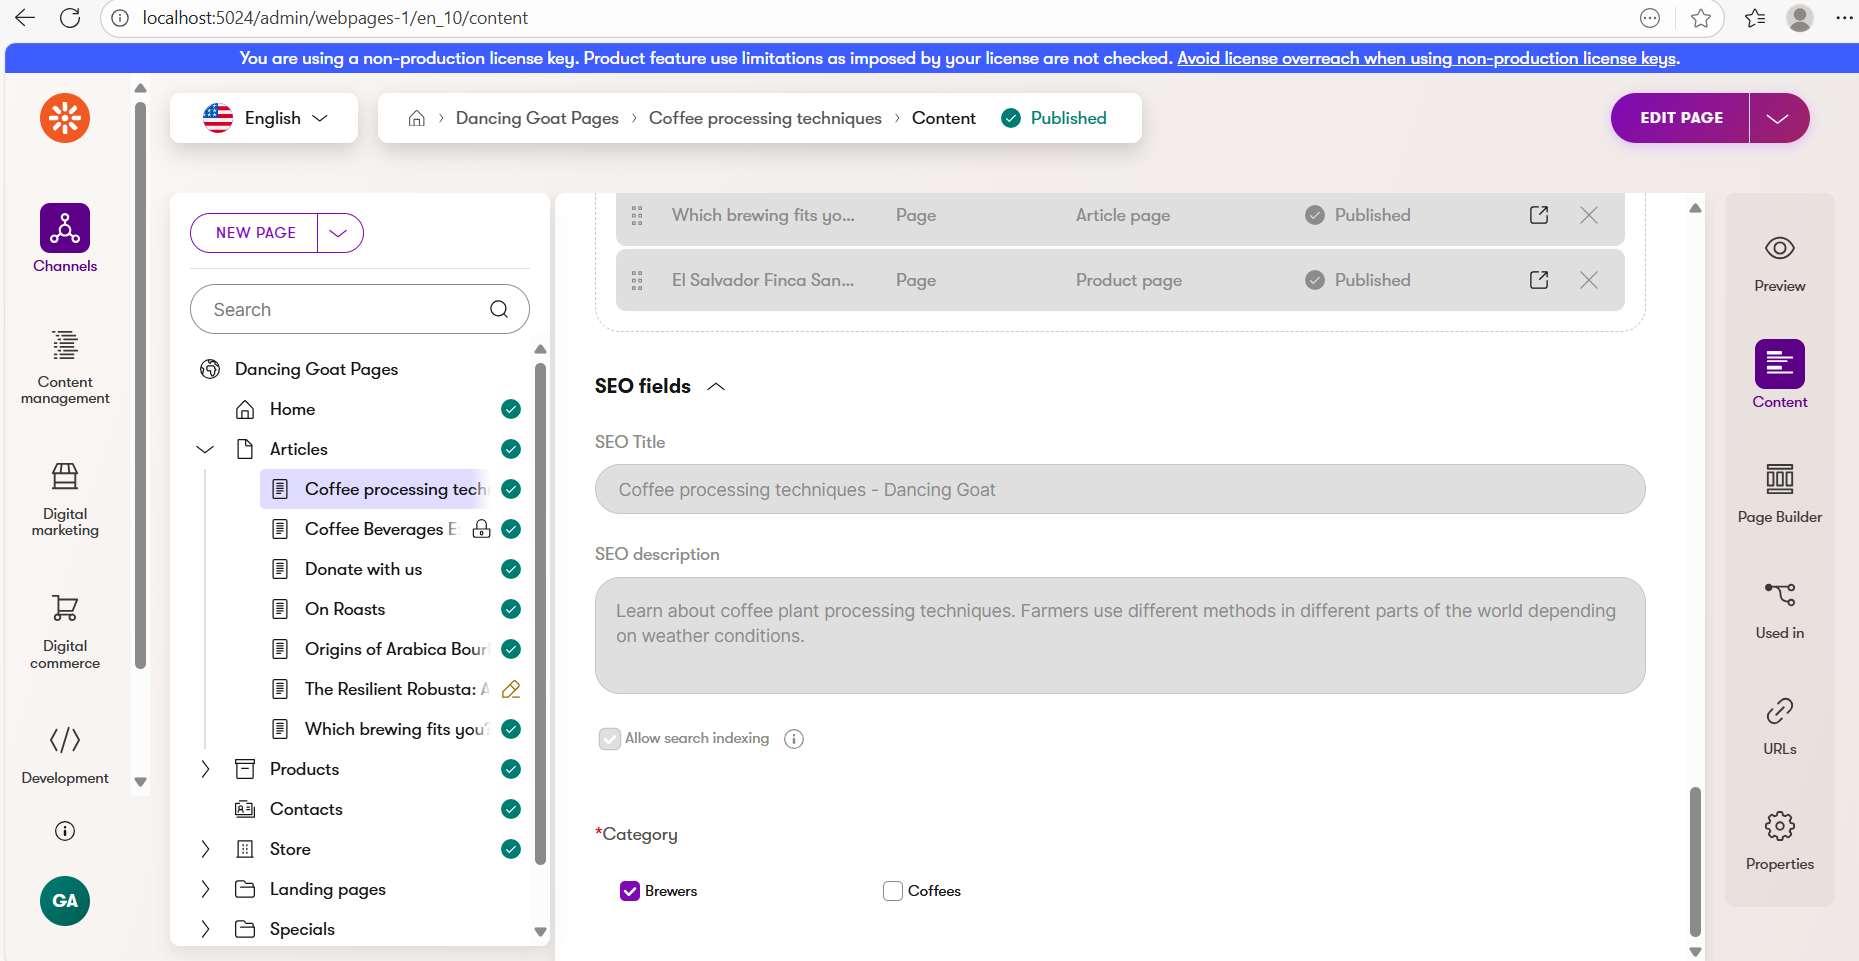 localhost:5024/admin/webpages-1/en_10/content
You are using a non-production license key. Product feature use limitations as imposed by your license are not checked. Avoid license overreach when using non-production license keys.
English
Dancing Goat Pages › Coffee processing techniques › Content Published
EDIT PAGE
Channels
Content
management
Digital
marketing
Digital
commerce
Development
GA
NEW PAGE
Search
Dancing Goat Pages
Home
Articles
Coffee processing tech
Coffee Beverages E
Donate with us
On Roasts
Origins of Arabica Bour
The Resilient Robusta: A
Which brewing fits you?
Products
Contacts
Store
Landing pages
Specials
Which brewing fits yo... Page Article page Published
El Salvador Finca San... Page Product page Published
SEO fields
SEO Title
Coffee processing techniques - Dancing Goat
SEO description
Learn about coffee plant processing techniques. Farmers use different methods in different parts of the world depending
on weather conditions.
Allow search indexing
*Category
Brewers Coffees
Preview
Content
Page Builder
Used in
URLs
Properties